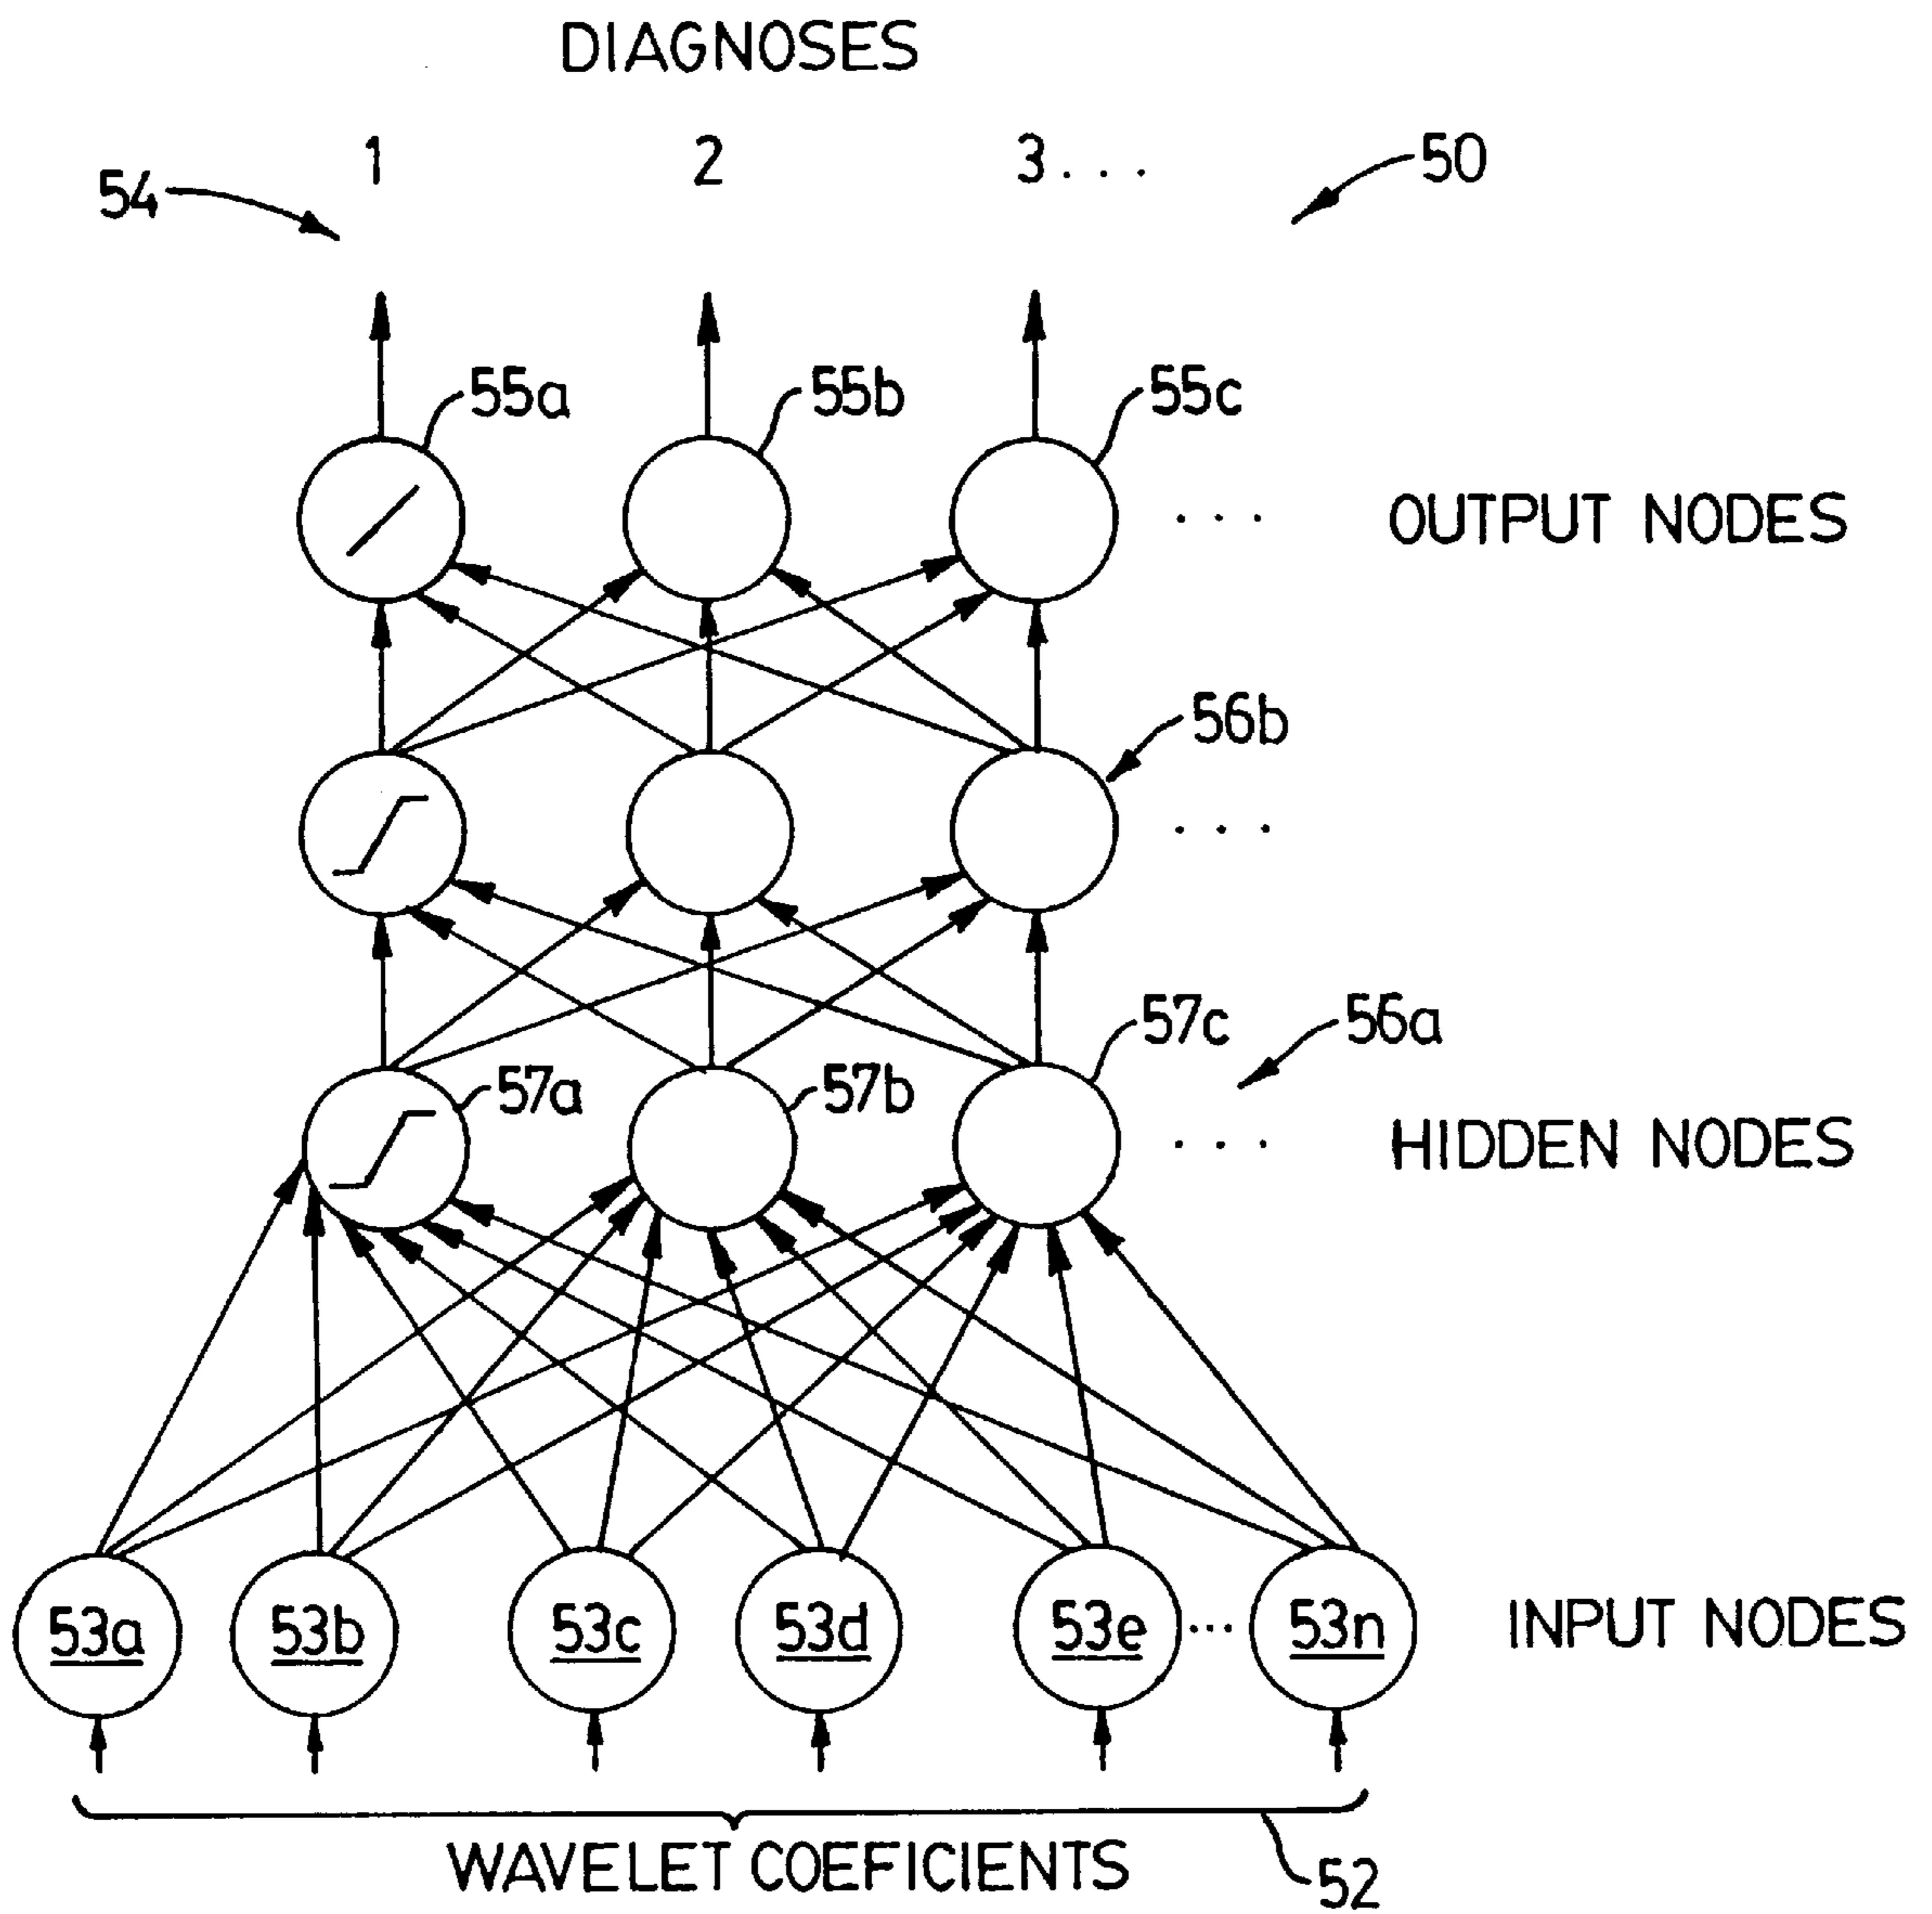 DIAGNOSES
1 2 3...
54
50
55a 55b 55c
... OUTPUT NODES
56b
...
57c 56a
57a 57b
... HIDDEN NODES
53a 53b 53c 53d 53e ... 53n INPUT NODES
WAVELET COEFICIENTS
52